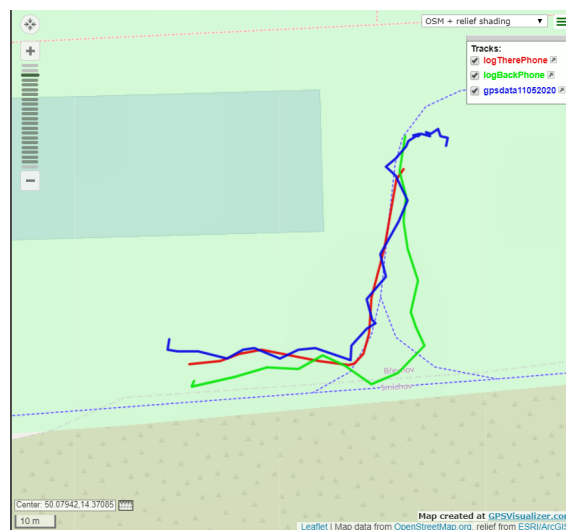 OSM + relief shading
Tracks:
logTherePhone
logBackPhone
gpsdata11052020
Břevnov
Smíchov
Center: 50.07942,14.37085
10 m
Map created at GPSVisualizer.com
Leaflet | Map data from OpenStreetMap.org, relief from ESRI/ArcGIS